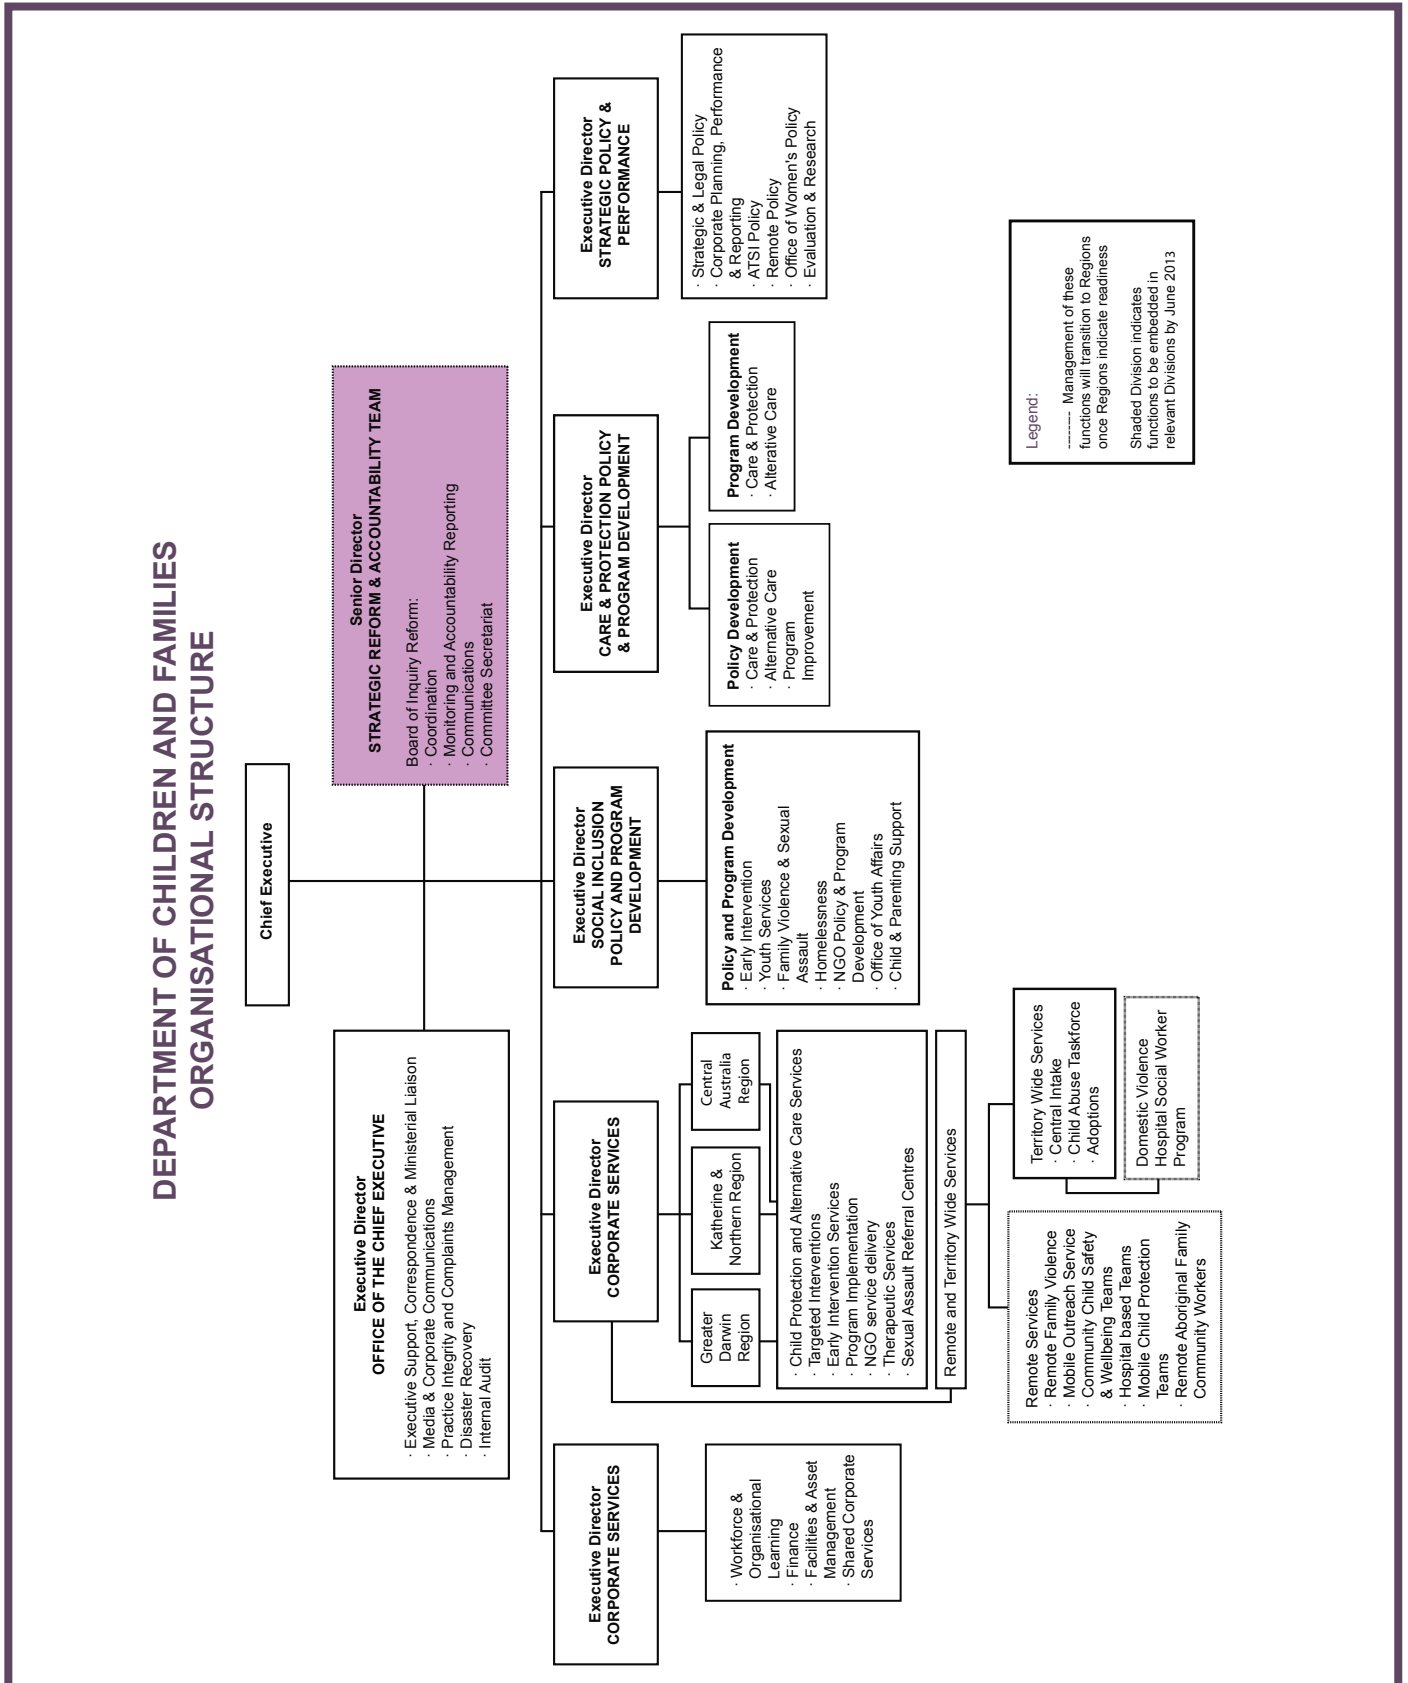 DEPARTMENT OF CHILDREN AND FAMILIES
ORGANISATIONAL STRUCTURE
Chief Executive
Executive Director
OFFICE OF THE CHIEF EXECUTIVE
· Executive Support, Correspondence & Ministerial Liaison
· Media & Corporate Communications
· Practice Integrity and Complaints Management
· Disaster Recovery
· Internal Audit
Senior Director
STRATEGIC REFORM & ACCOUNTABILITY TEAM
Board of Inquiry Reform:
· Coordination
· Monitoring and Accountability Reporting
· Communications
· Committee Secretariat
Executive Director
CORPORATE SERVICES
· Workforce &
Organisational
Learning
· Finance
· Facilities & Asset
Management
· Shared Corporate
Services
Executive Director
CORPORATE SERVICES
Greater
Darwin
Region
Katherine &
Northern Region
Central
Australia
Region
· Child Protection and Alternative Care Services
· Targeted Interventions
· Early Intervention Services
· Program Implementation
· NGO service delivery
· Therapeutic Services
· Sexual Assault Referral Centres
Remote and Territory Wide Services
Remote Services
· Remote Family Violence
· Mobile Outreach Service
· Community Child Safety
& Wellbeing Teams
· Hospital based Teams
· Mobile Child Protection
Teams
· Remote Aboriginal Family
Community Workers
Territory Wide Services
· Central Intake
· Child Abuse Taskforce
· Adoptions
Domestic Violence
Hospital Social Worker
Program
Executive Director
SOCIAL INCLUSION
POLICY AND PROGRAM
DEVELOPMENT
Policy and Program Development
· Early Intervention
· Youth Services
· Family Violence & Sexual
Assault
· Homelessness
· NGO Policy & Program
Development
· Office of Youth Affairs
· Child & Parenting Support
Executive Director
CARE & PROTECTION POLICY
& PROGRAM DEVELOPMENT
Policy Development
· Care & Protection
· Alternative Care
· Program
Improvement
Program Development
· Care & Protection
· Alterative Care
Executive Director
STRATEGIC POLICY &
PERFORMANCE
· Strategic & Legal Policy
· Corporate Planning, Performance
& Reporting
· ATSI Policy
· Remote Policy
· Office of Women's Policy
· Evaluation & Research
Legend:
------- Management of these
functions will transition to Regions
once Regions indicate readiness
Shaded Division indicates
functions to be embedded in
relevant Divisions by June 2013